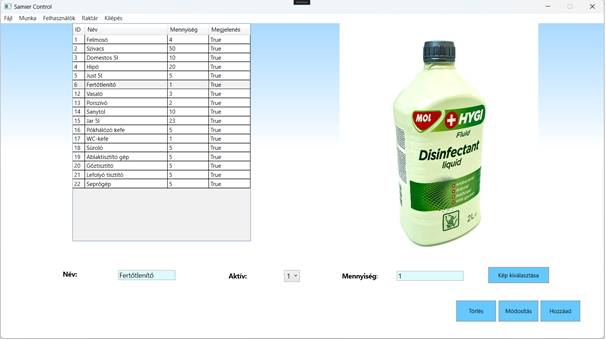 Samier Control
Fájl Munka Felhasználók Raktár Kilépés
ID Név Mennyiség Megjelenés
1 Felmosó 4 True
2 Szivacs 50 True
3 Domestos 5l 10 True
4 Hipó 20 True
5 Just 5l 5 True
6 Fertőtlenítő 1 True
12 Vasaló 3 True
13 Porszívó 2 True
14 Sanytol 10 True
15 Jar 5l 23 True
16 Pókhálózó kefe 5 True
17 WC-kefe 1 True
18 Súroló 5 True
19 Ablaktisztító gép 5 True
20 Gőztisztító 5 True
21 Lefolyó tisztító 5 True
22 Seprőgép 5 True
MOL
HYGI
Fluid
Disinfectant
liquid
2L
Név: Fertőtlenítő Aktív: 1 Mennyiség: 1 Kép kiválasztása
Törlés Módosítás Hozzáad